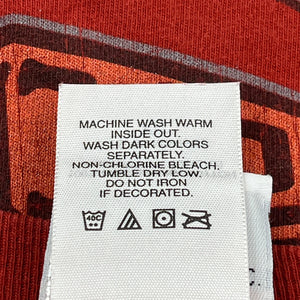 MACHINE WASH WARM
INSIDE OUT.
WASH DARK COLORS
SEPARATELY.
NON-CHLORINE BLEACH.
TUMBLE DRY LOW.
DO NOT IRON
IF DECORATED.
40C
C.